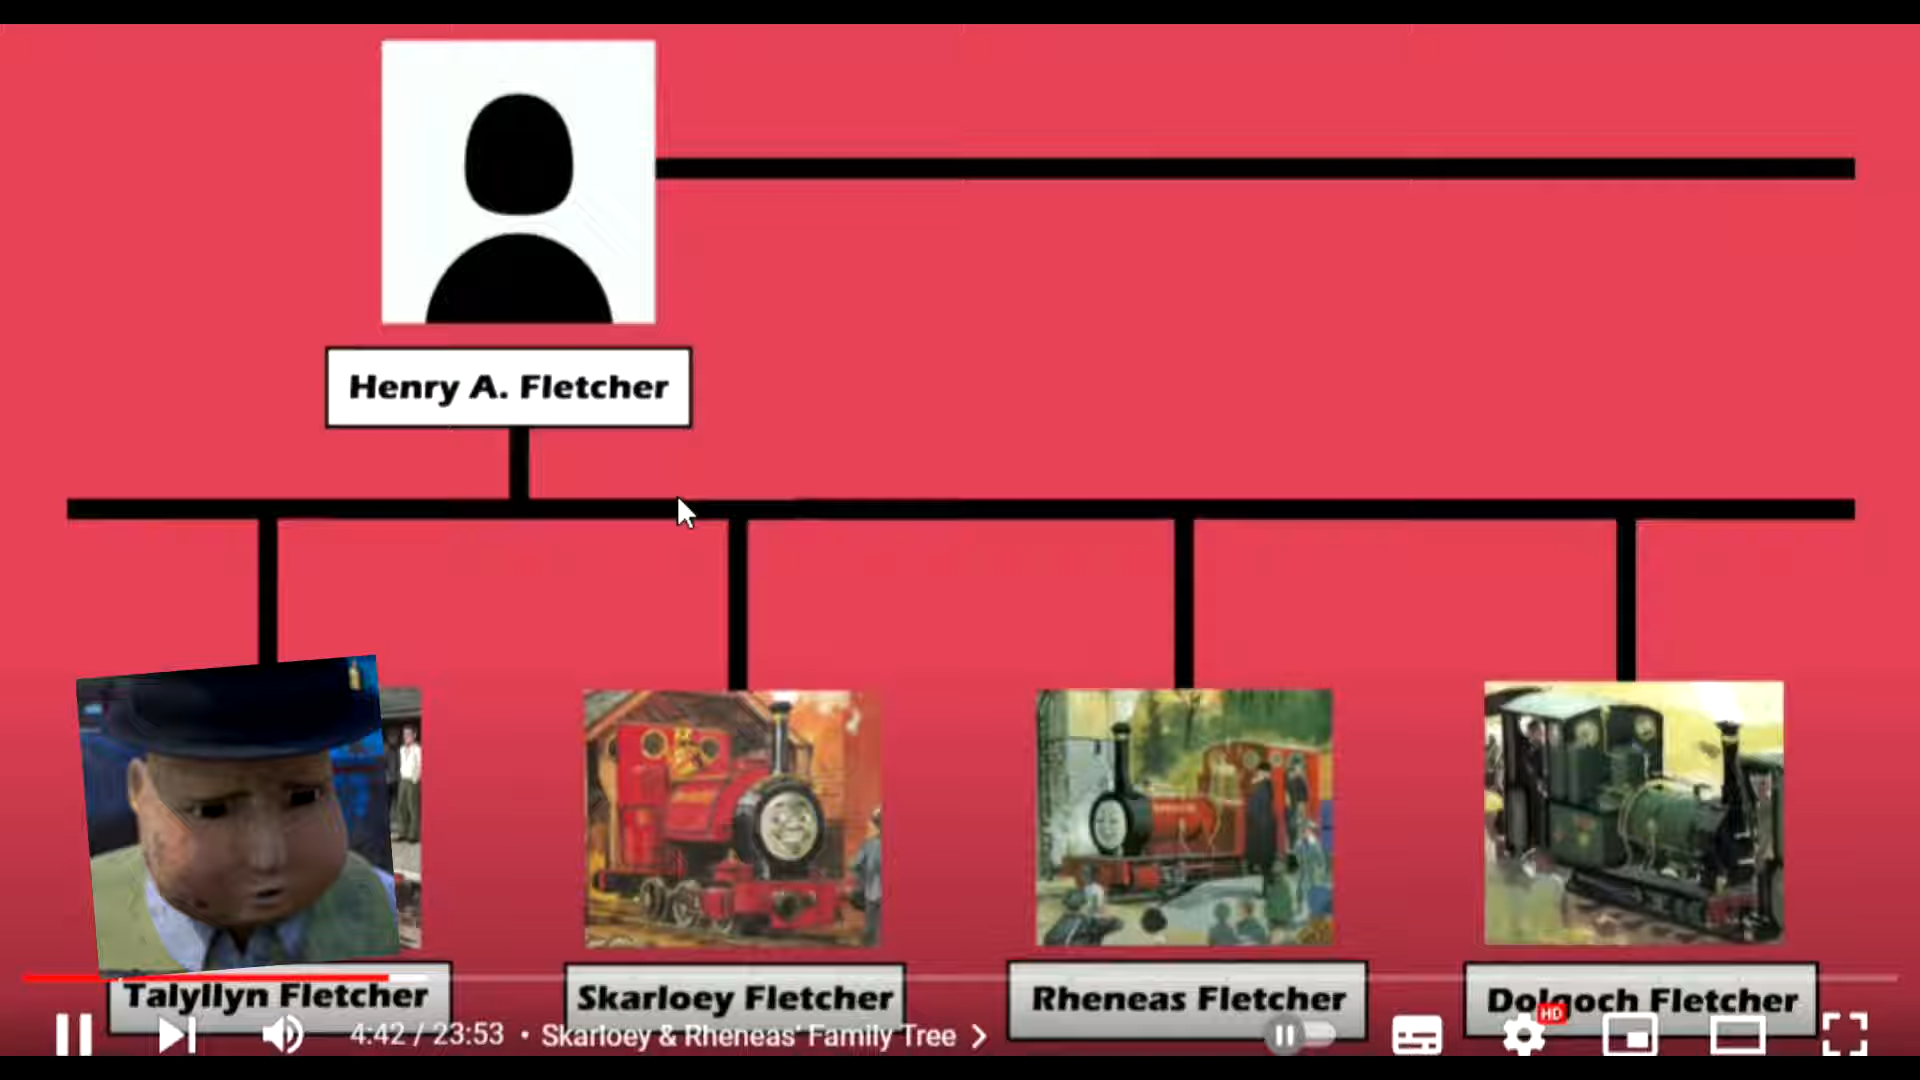 Henry A. Fletcher
Talyllyn Fletcher
Skarloey Fletcher
Rheneas Fletcher
Dolgoch Fletcher
4:42 / 23:53 • Skarloey & Rheneas' Family Tree
HD